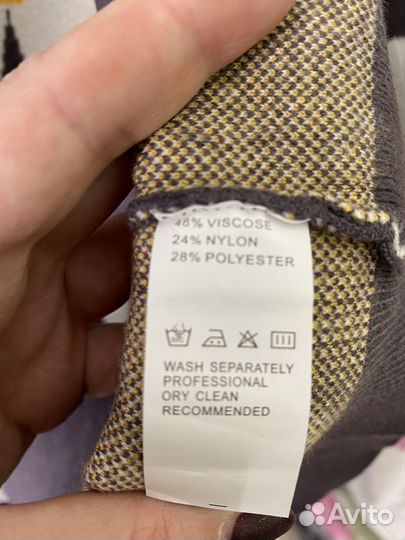 48% VISCOSE
24% NYLON
28% POLYESTER
WASH SEPARATELY
PROFESSIONAL
ORY CLEAN
RECOMMENDED
Avito